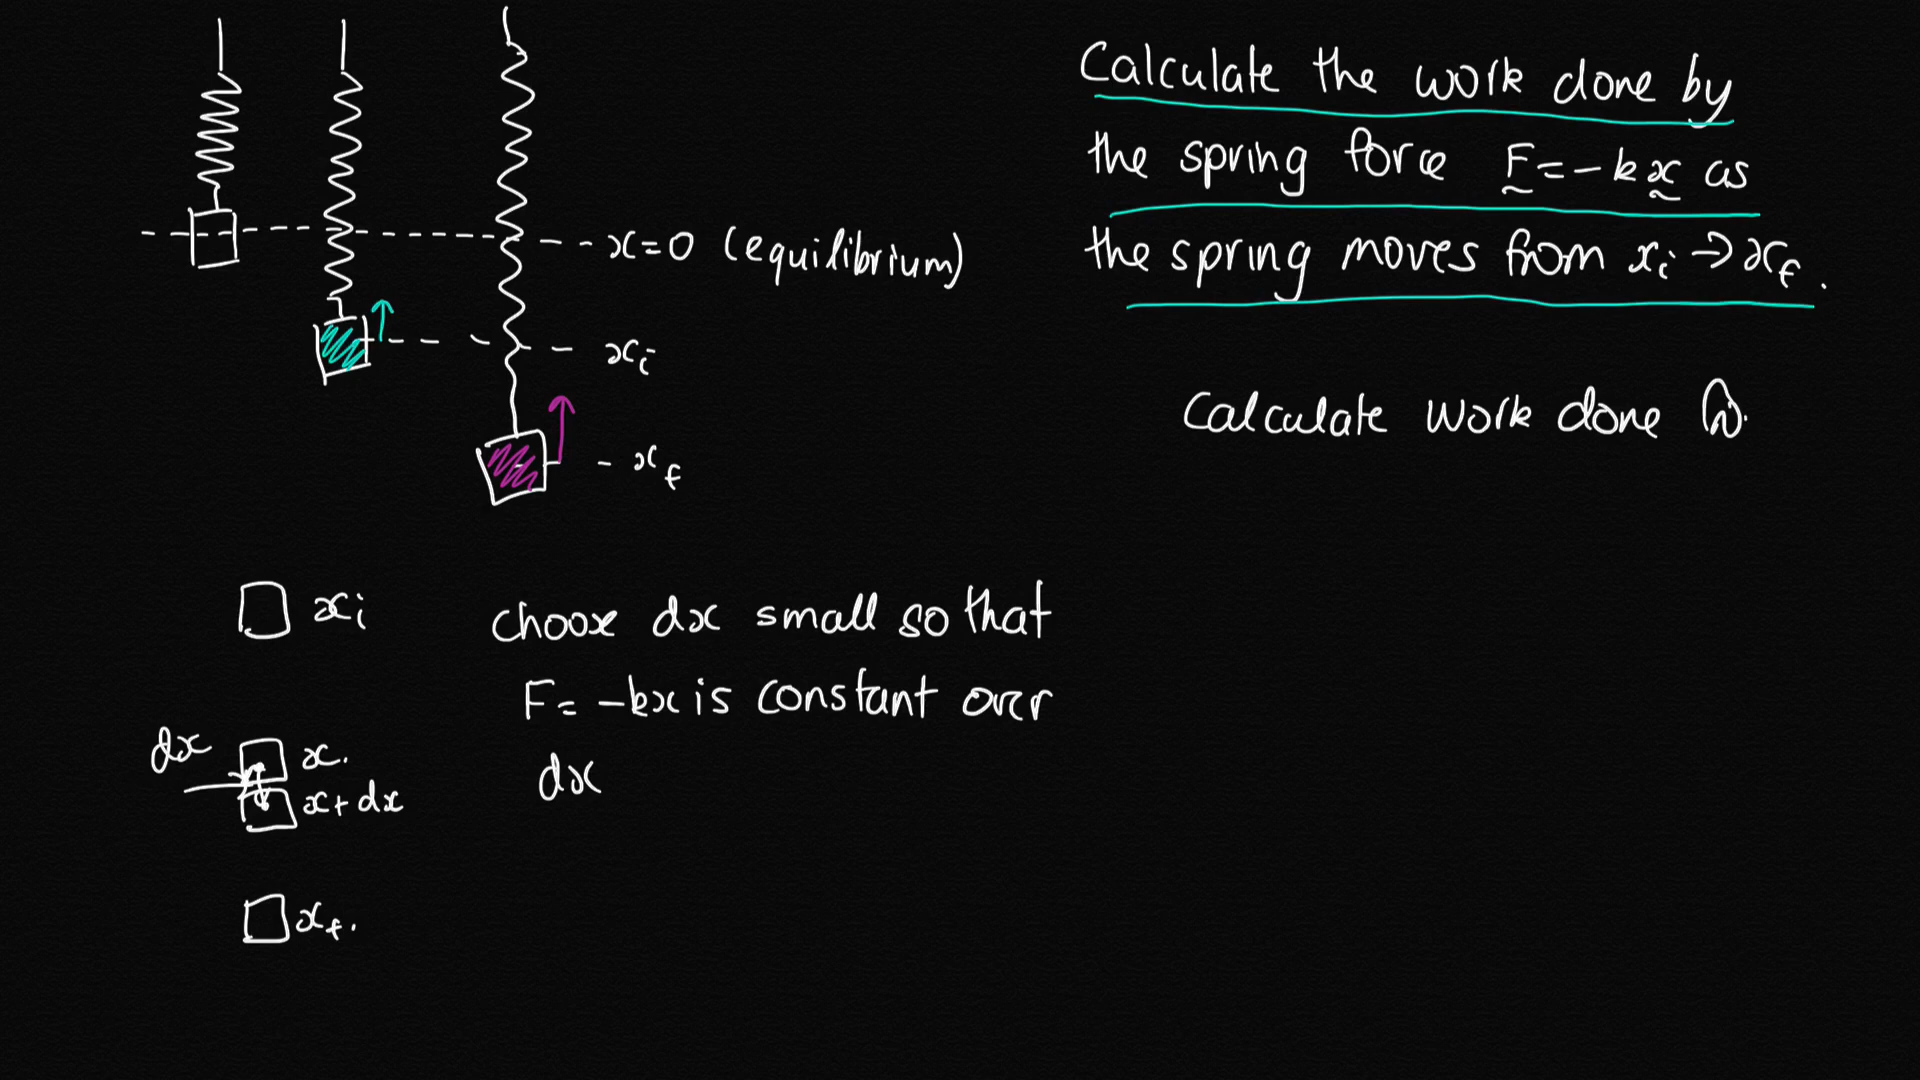 Calculate the work done by
the spring force F = - kx as
the spring moves from xi → xf.
x=0 (equilibrium)
xi
xf
Calculate work done
xi
choose dx small so that
F= -kx is constant over
dx
dx
x.
x+dx
xf.